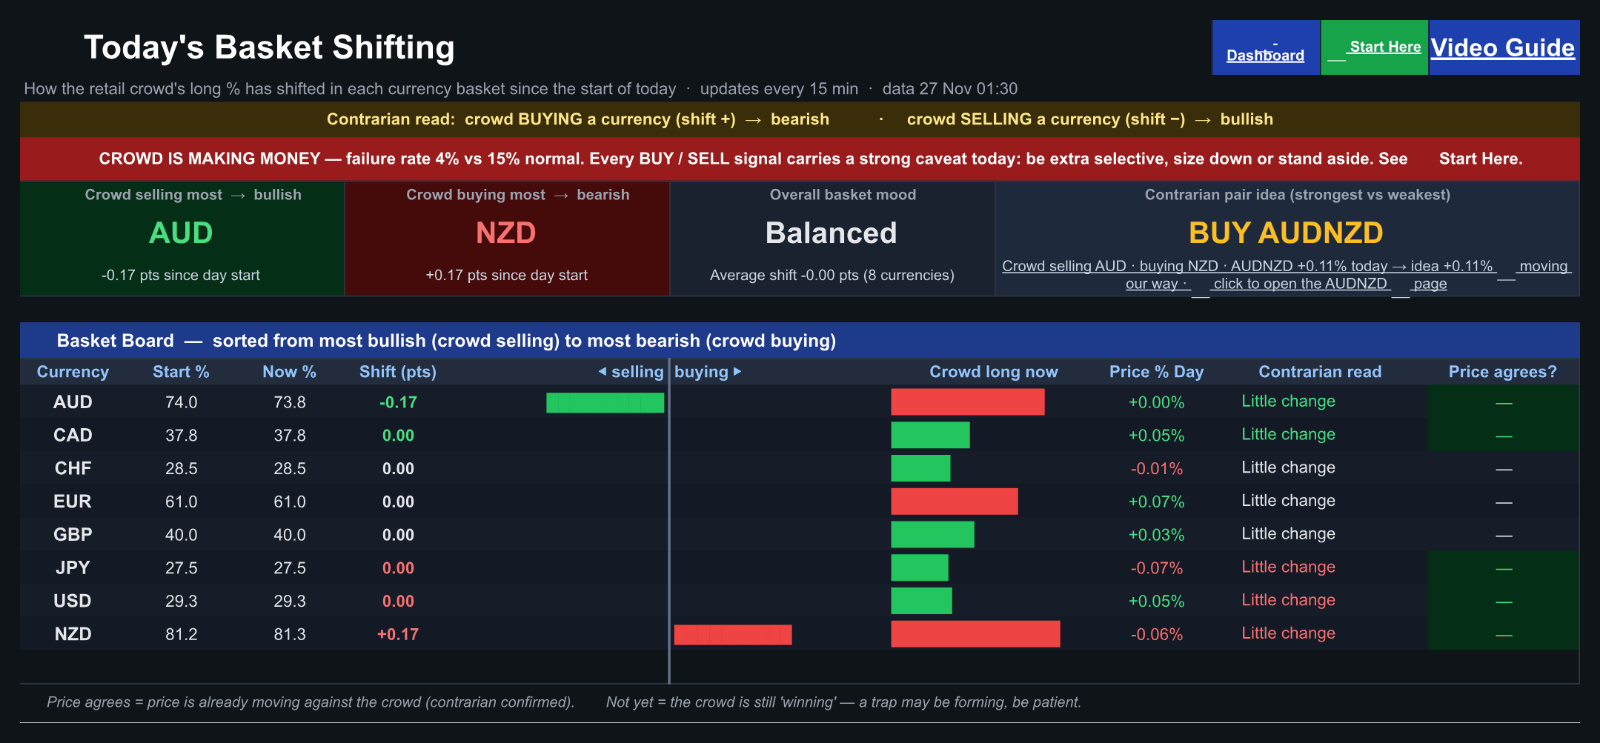 Today's Basket Shifting
Dashboard
Start Here
Video Guide
How the retail crowd's long % has shifted in each currency basket since the start of today · updates every 15 min · data 27 Nov 01:30
Contrarian read: crowd BUYING a currency (shift +) → bearish · crowd SELLING a currency (shift −) → bullish
CROWD IS MAKING MONEY — failure rate 4% vs 15% normal. Every BUY / SELL signal carries a strong caveat today: be extra selective, size down or stand aside. See Start Here.
Crowd selling most → bullish
AUD
-0.17 pts since day start
Crowd buying most → bearish
NZD
+0.17 pts since day start
Overall basket mood
Balanced
Average shift -0.00 pts (8 currencies)
Contrarian pair idea (strongest vs weakest)
BUY AUDNZD
Crowd selling AUD · buying NZD · AUDNZD +0.11% today → idea +0.11% moving
our way · click to open the AUDNZD page
Basket Board — sorted from most bullish (crowd selling) to most bearish (crowd buying)
Currency Start % Now % Shift (pts) ◄ selling buying ► Crowd long now Price % Day Contrarian read Price agrees?
AUD 74.0 73.8 -0.17 +0.00% Little change —
CAD 37.8 37.8 0.00 +0.05% Little change —
CHF 28.5 28.5 0.00 -0.01% Little change —
EUR 61.0 61.0 0.00 +0.07% Little change —
GBP 40.0 40.0 0.00 +0.03% Little change —
JPY 27.5 27.5 0.00 -0.07% Little change —
USD 29.3 29.3 0.00 +0.05% Little change —
NZD 81.2 81.3 +0.17 -0.06% Little change —
Price agrees = price is already moving against the crowd (contrarian confirmed). Not yet = the crowd is still 'winning' — a trap may be forming, be patient.